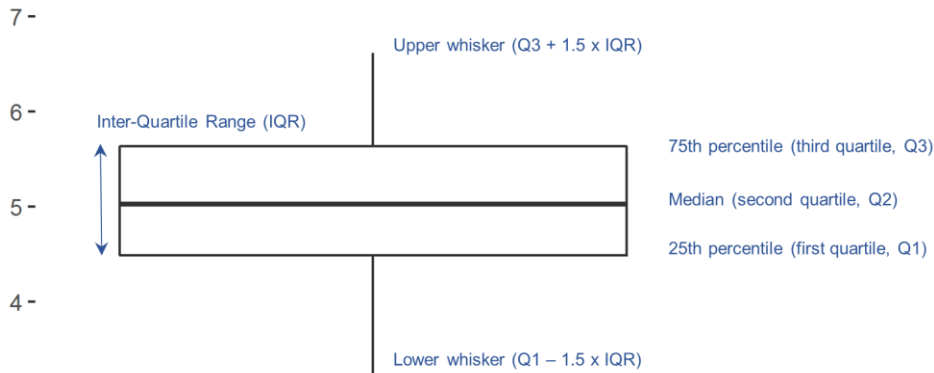 7
Upper whisker (Q3 + 1.5 x IQR)
6
Inter-Quartile Range (IQR)
75th percentile (third quartile, Q3)
5
Median (second quartile, Q2)
25th percentile (first quartile, Q1)
4
Lower whisker (Q1 – 1.5 x IQR)